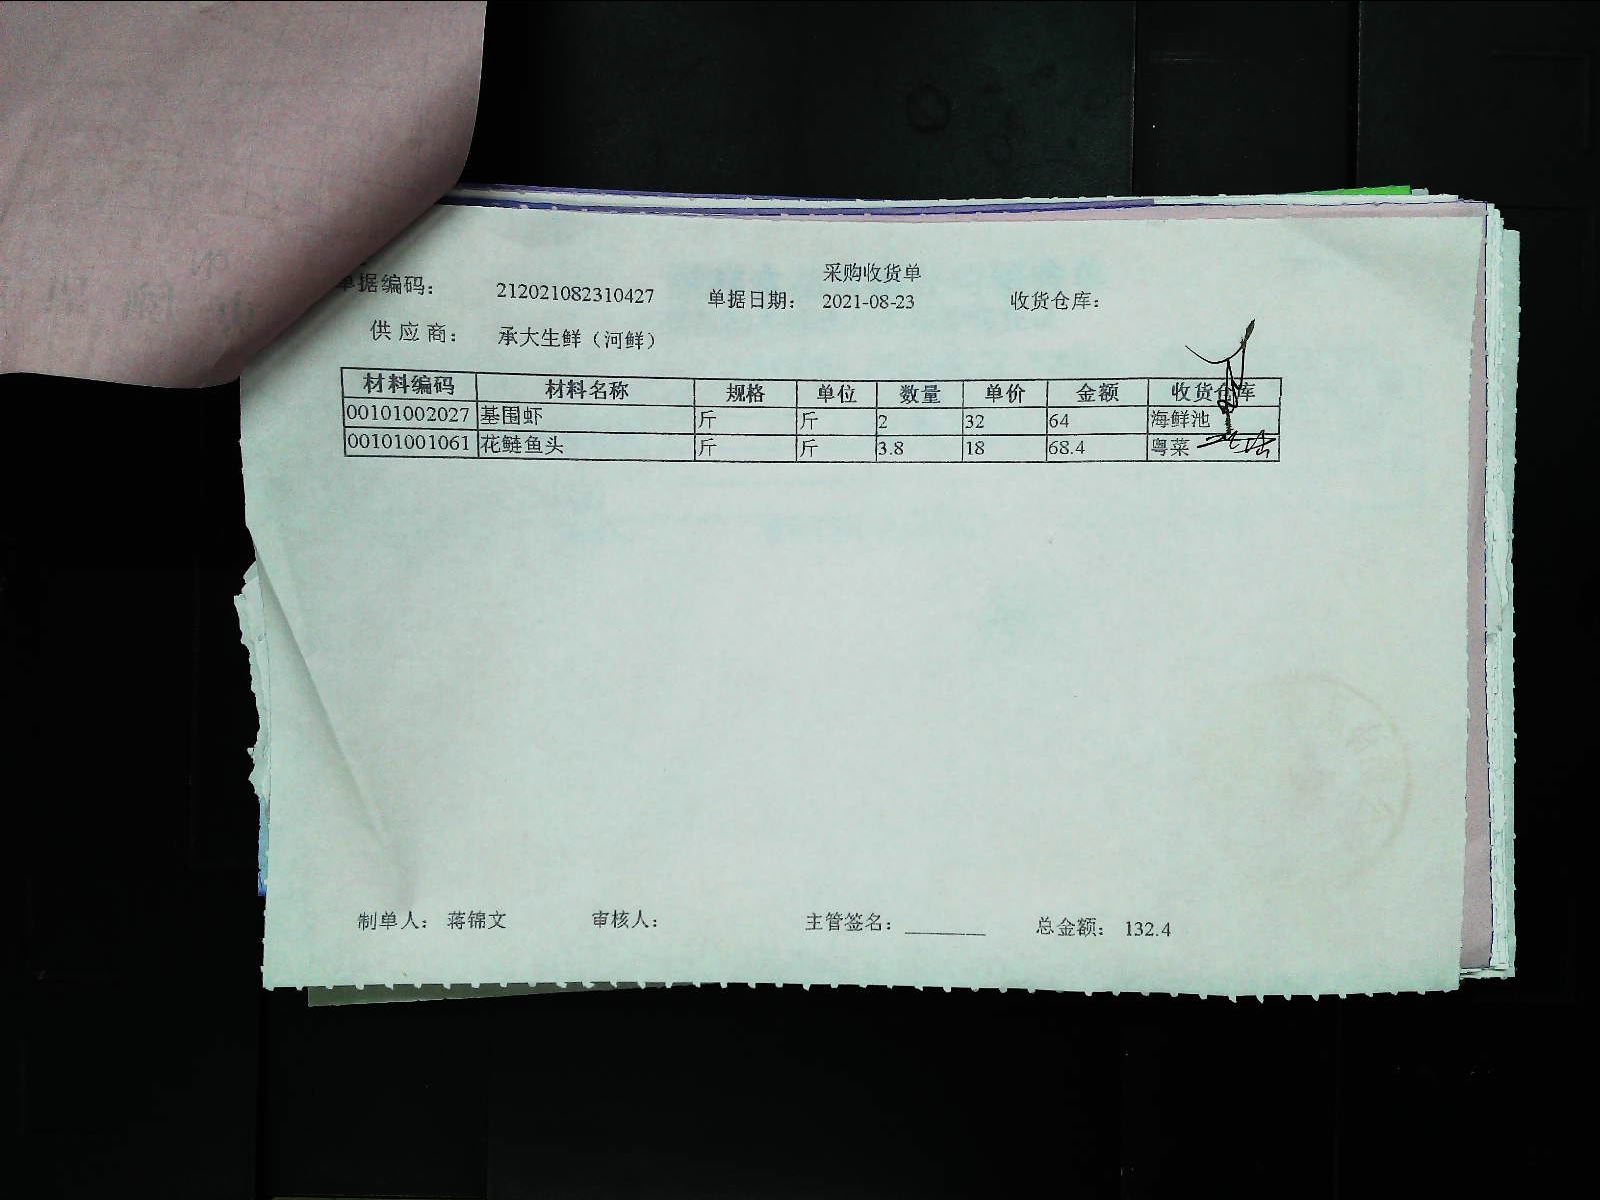 采购收货单
单据编码： 212021082310427 单据日期： 2021-08-23 收货仓库：
供应商： 承大生鲜（河鲜）
材料编码 材料名称 规格 单位 数量 单价 金额 收货仓库
00101002027 基围虾 斤 斤 2 32 64 海鲜池
00101001061 花鲢鱼头 斤 斤 3.8 18 68.4 粤菜
制单人： 蒋锦文 审核人： 主管签名： ________ 总金额： 132.4